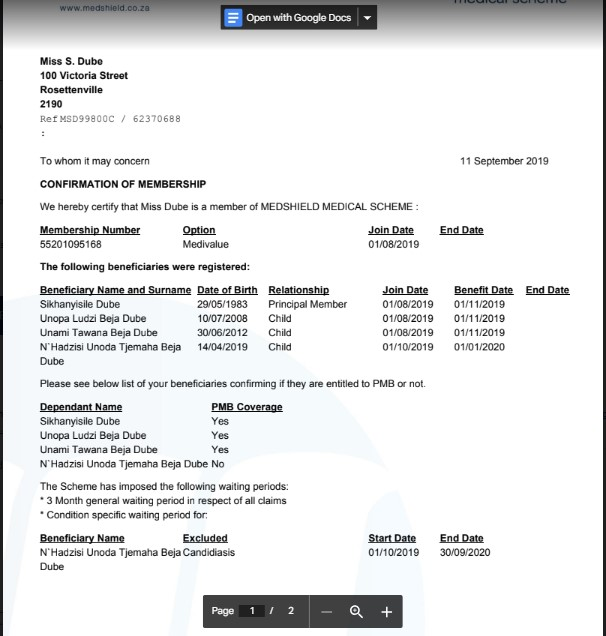 www.medshield.co.za
medical scheme
Open with Google Docs
Miss S. Dube
100 Victoria Street
Rosettenville
2190
Ref MSD99800C / 62370688
:
To whom it may concern 11 September 2019
CONFIRMATION OF MEMBERSHIP
We hereby certify that Miss Dube is a member of MEDSHIELD MEDICAL SCHEME :
Membership Number Option Join Date End Date
55201095168 Medivalue 01/08/2019
The following beneficiaries were registered:
Beneficiary Name and Surname Date of Birth Relationship Join Date Benefit Date End Date
Sikhanyisile Dube 29/05/1983 Principal Member 01/08/2019 01/11/2019
Unopa Ludzi Beja Dube 10/07/2008 Child 01/08/2019 01/11/2019
Unami Tawana Beja Dube 30/06/2012 Child 01/08/2019 01/11/2019
N`Hadzisi Unoda Tjemaha Beja 14/04/2019 Child 01/10/2019 01/01/2020
Dube
Please see below list of your beneficiaries confirming if they are entitled to PMB or not.
Dependant Name PMB Coverage
Sikhanyisile Dube Yes
Unopa Ludzi Beja Dube Yes
Unami Tawana Beja Dube Yes
N`Hadzisi Unoda Tjemaha Beja Dube No
The Scheme has imposed the following waiting periods:
* 3 Month general waiting period in respect of all claims
* Condition specific waiting period for:
Beneficiary Name Excluded Start Date End Date
N`Hadzisi Unoda Tjemaha Beja Candidiasis 01/10/2019 30/09/2020
Dube
Page 1 / 2